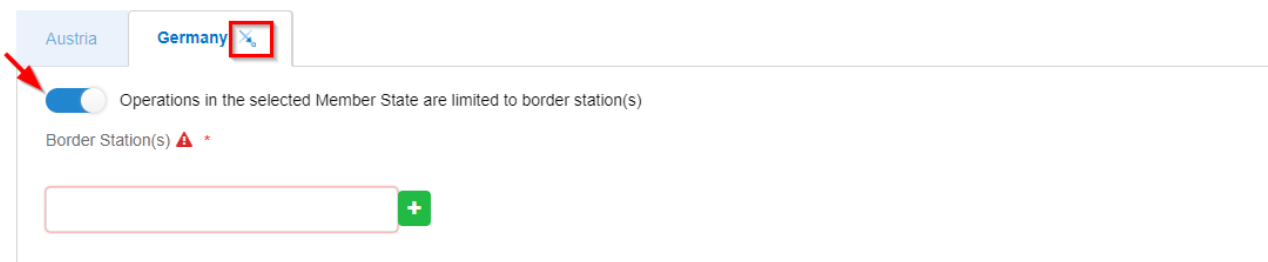 Austria Germany
Operations in the selected Member State are limited to border station(s)
Border Station(s) *
+